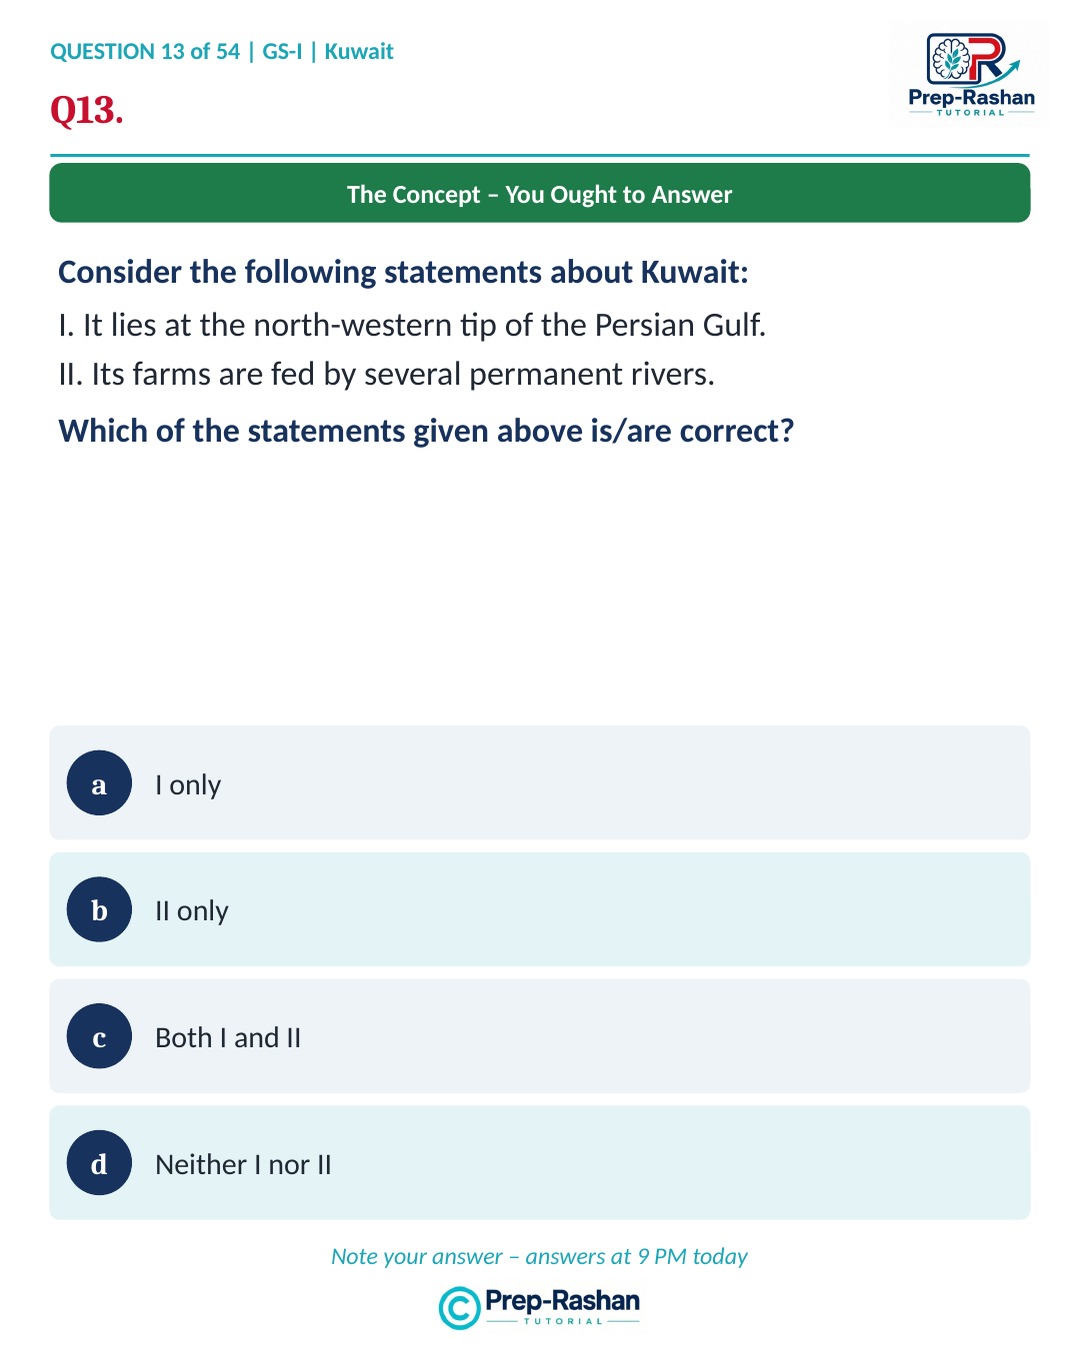 QUESTION 13 of 54 | GS-I | Kuwait
Q13.
Prep-Rashan
TUTORIAL
The Concept – You Ought to Answer
Consider the following statements about Kuwait:
I. It lies at the north-western tip of the Persian Gulf.
II. Its farms are fed by several permanent rivers.
Which of the statements given above is/are correct?
a I only
b II only
c Both I and II
d Neither I nor II
Note your answer – answers at 9 PM today
© Prep-Rashan
TUTORIAL